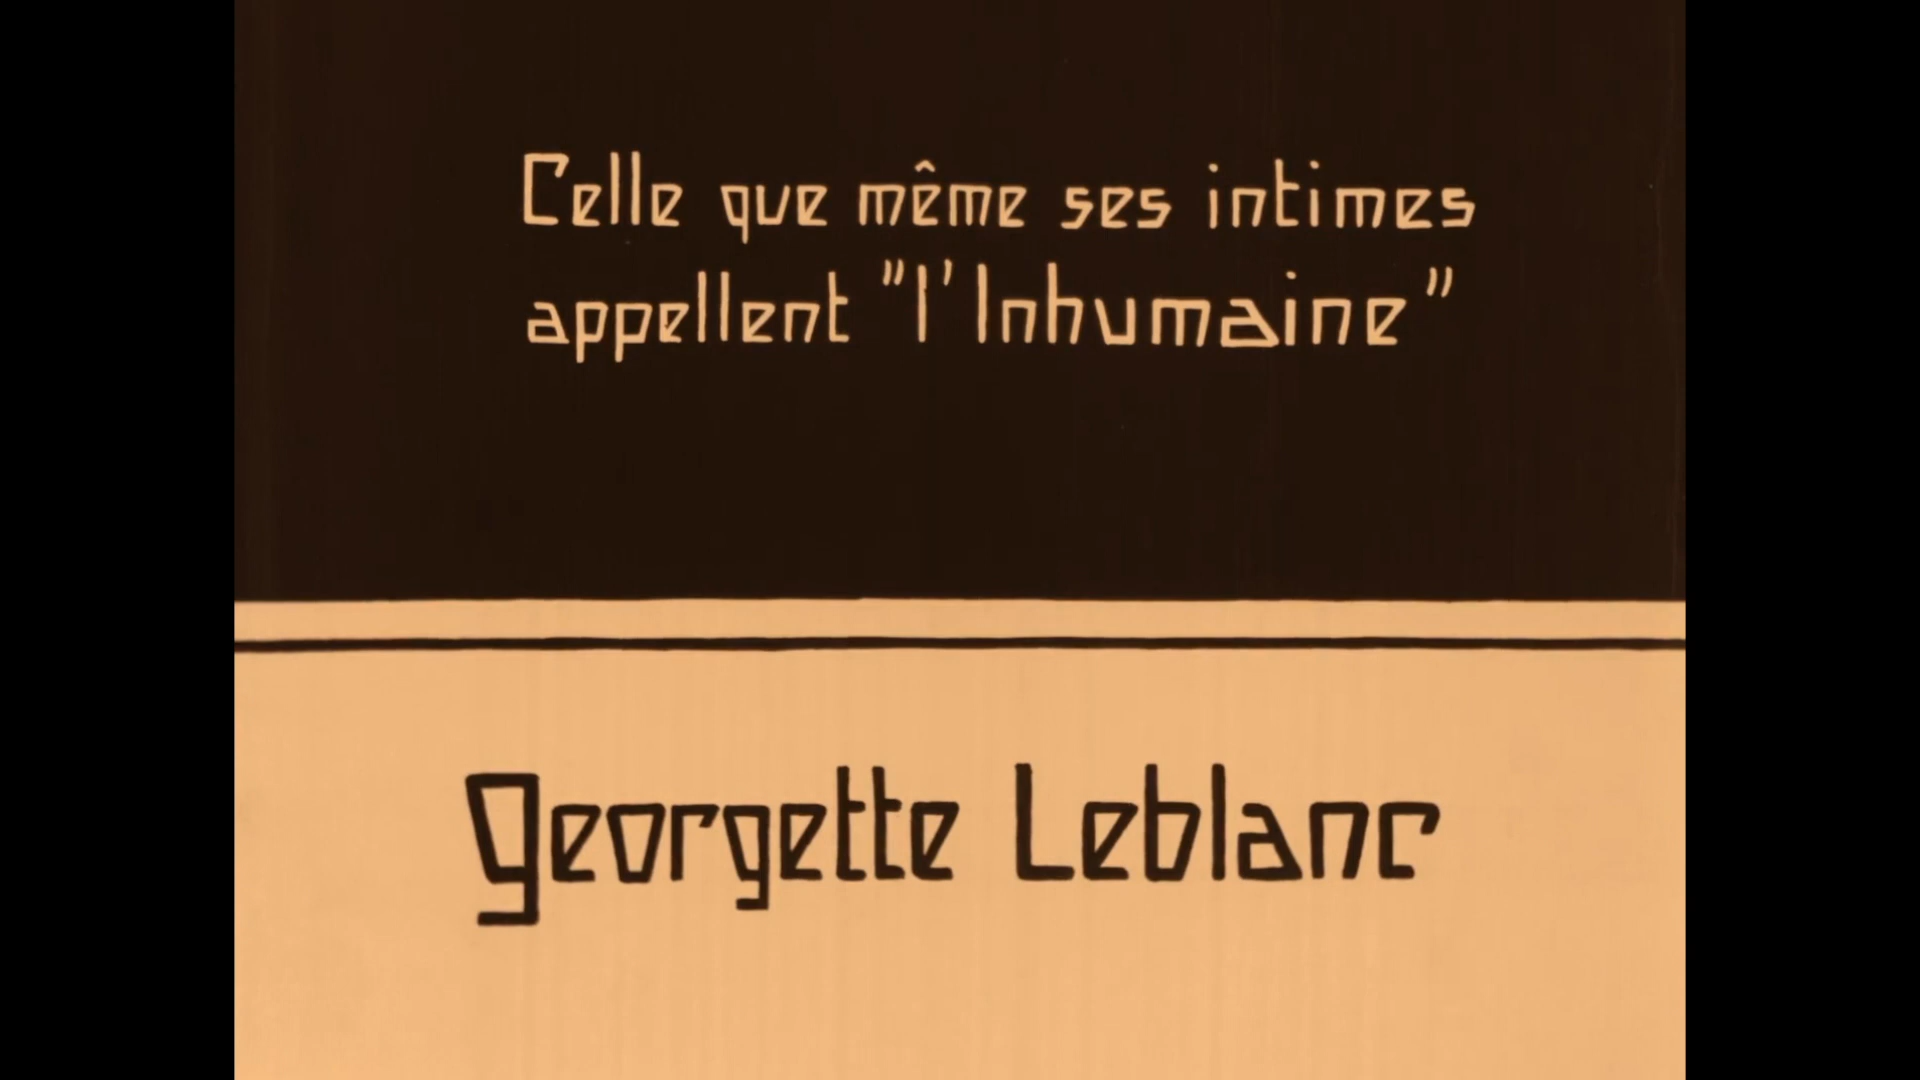 Celle que même ses intimes
appellent "l'Inhumaine"
georgette Leblanc